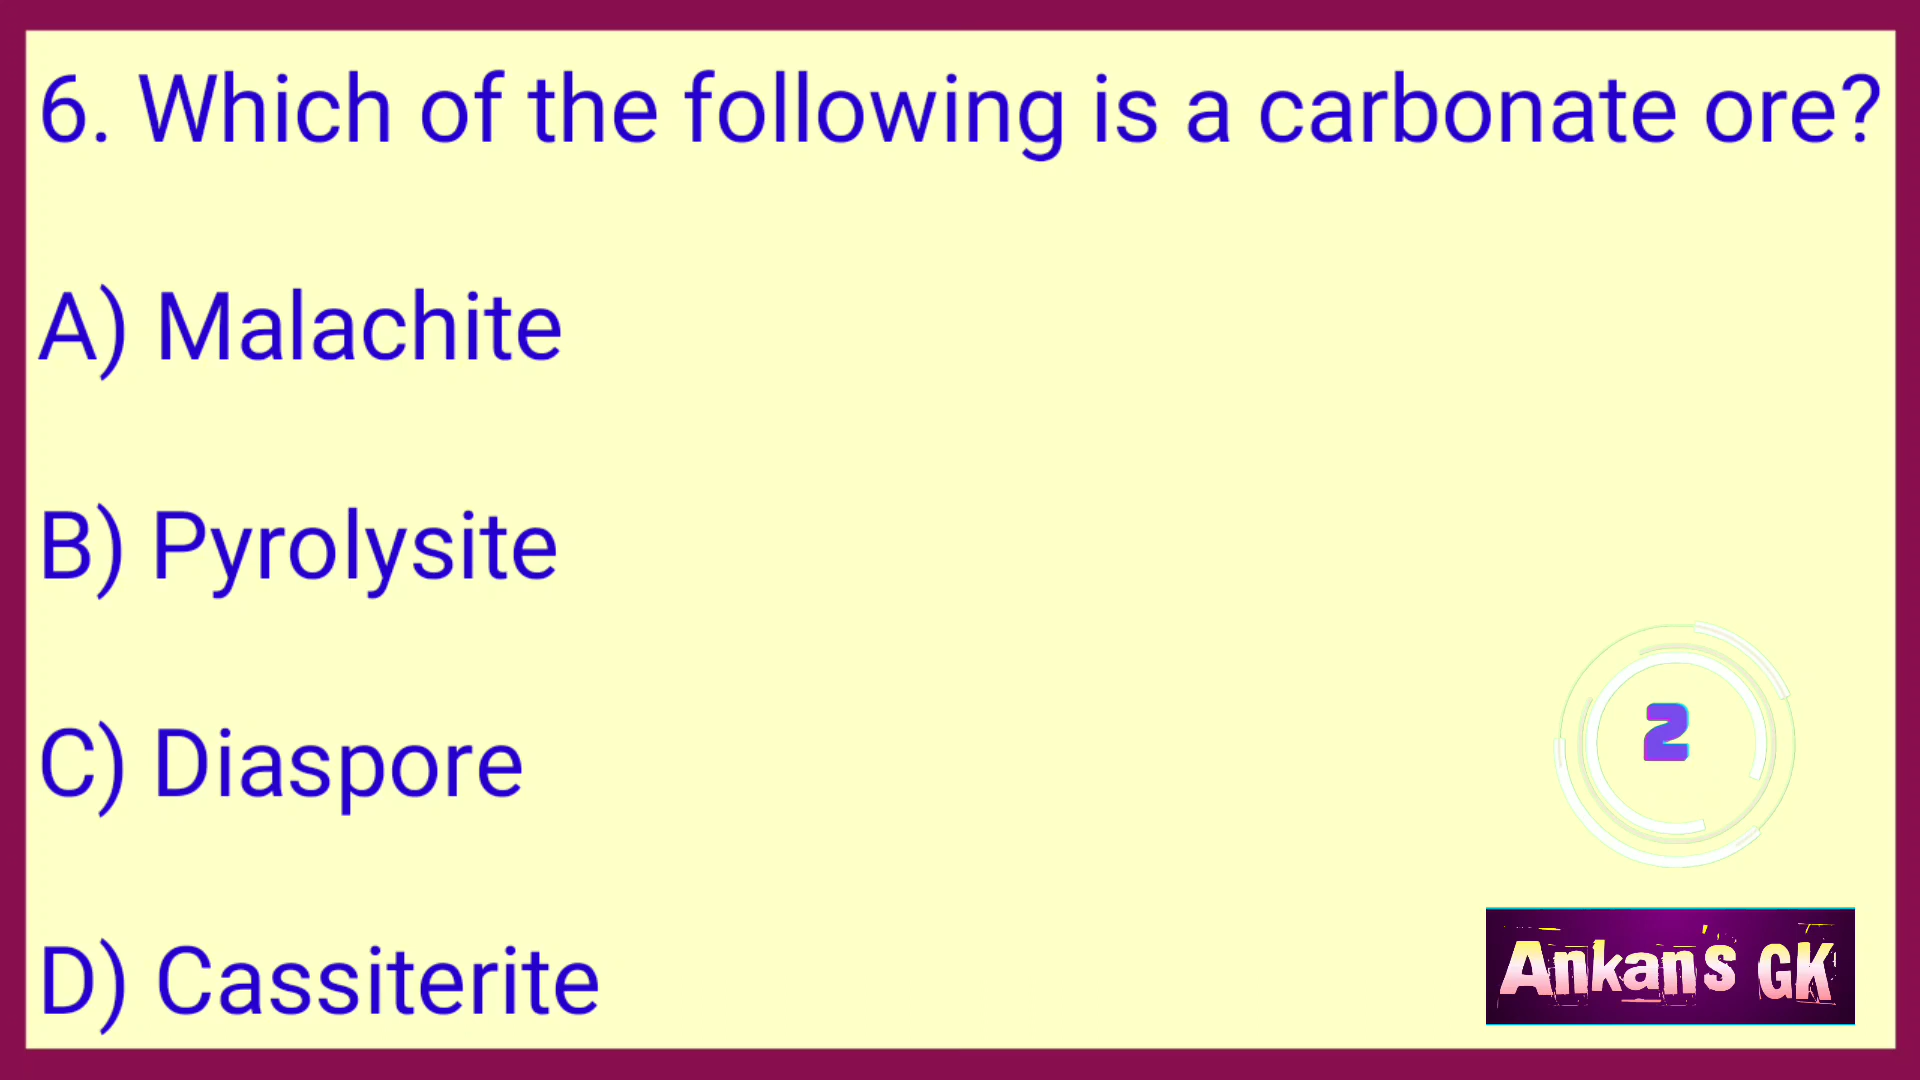 6. Which of the following is a carbonate ore?
A) Malachite
B) Pyrolysite
C) Diaspore
2
D) Cassiterite
Ankan's GK